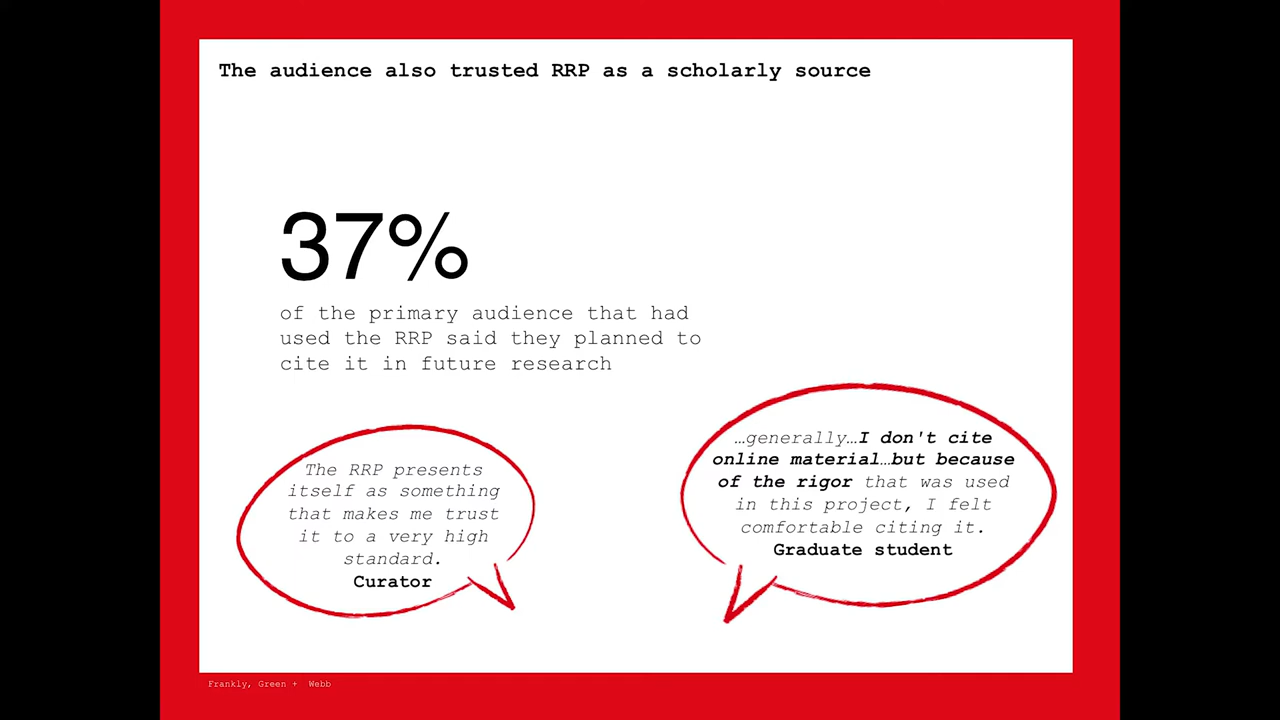 The audience also trusted RRP as a scholarly source
37%
of the primary audience that had
used the RRP said they planned to
cite it in future research
The RRP presents
itself as something
that makes me trust
it to a very high
standard.
Curator
…generally…I don't cite
online material…but because
of the rigor that was used
in this project, I felt
comfortable citing it.
Graduate student
Frankly, Green + Webb